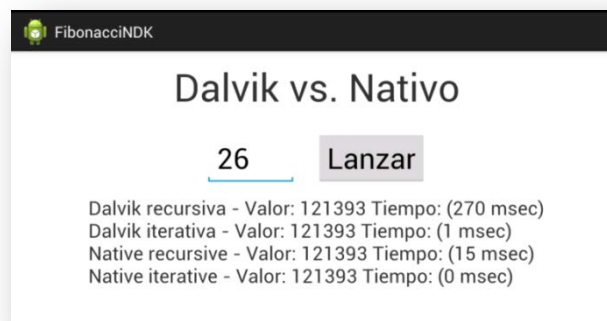 FibonacciNDK
Dalvik vs. Nativo
26 Lanzar
Dalvik recursiva - Valor: 121393 Tiempo: (270 msec)
Dalvik iterativa - Valor: 121393 Tiempo: (1 msec)
Native recursive - Valor: 121393 Tiempo: (15 msec)
Native iterative - Valor: 121393 Tiempo: (0 msec)